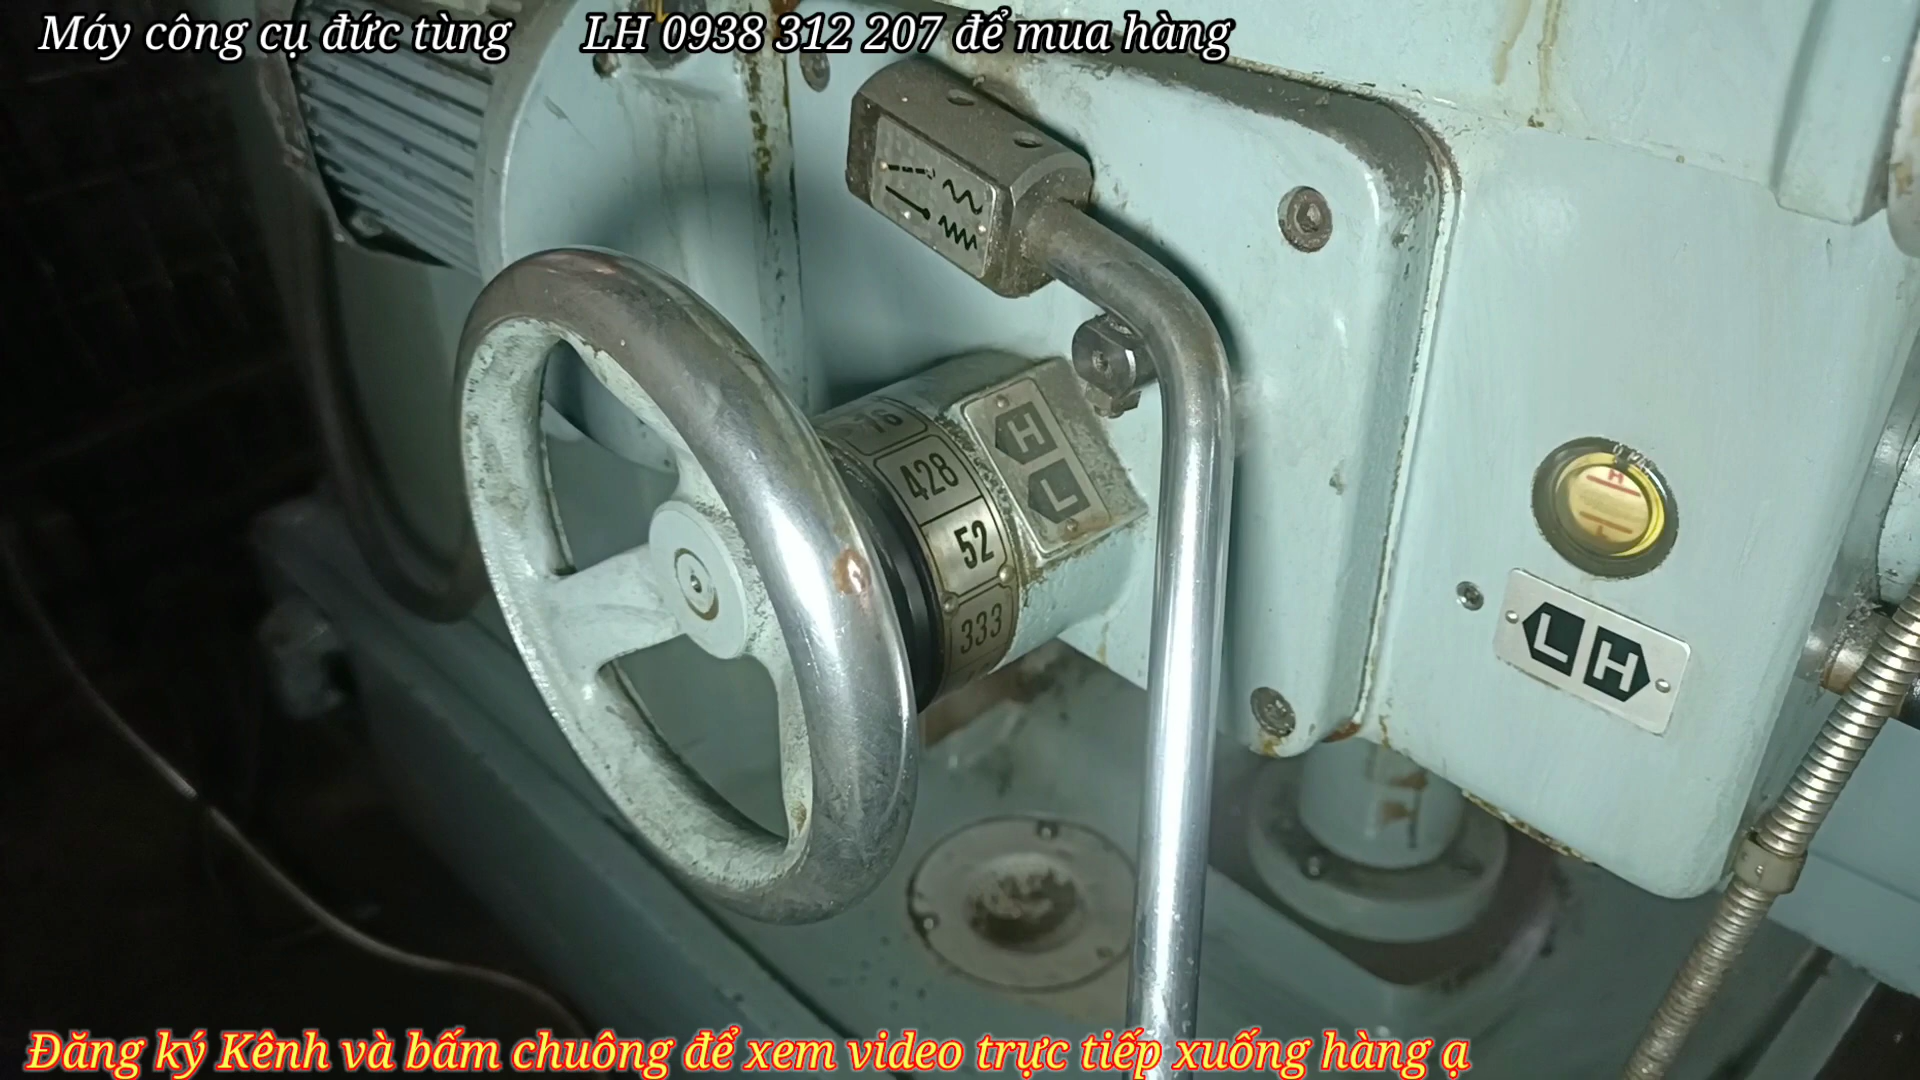 Máy công cụ đức tùng LH 0938 312 207 để mua hàng
76
428
52
333
H
L
H
L H
Đăng ký Kênh và bấm chuông để xem video trực tiếp xuống hàng ạ